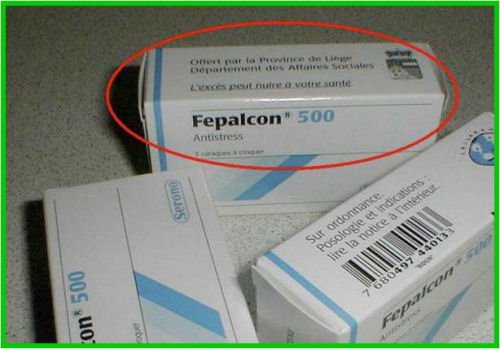 Offert par la Province de Liège
Département des Affaires Sociales
L'excès peut nuire à votre santé
Fepalcon® 500
Antistress
3 caraques à croquer
Serono
con® 500
croquer
Sur ordonnance.
Posologie et indications :
lire la notice à l'intérieur.
7 680497 440133
Fepalcon®
Antistress